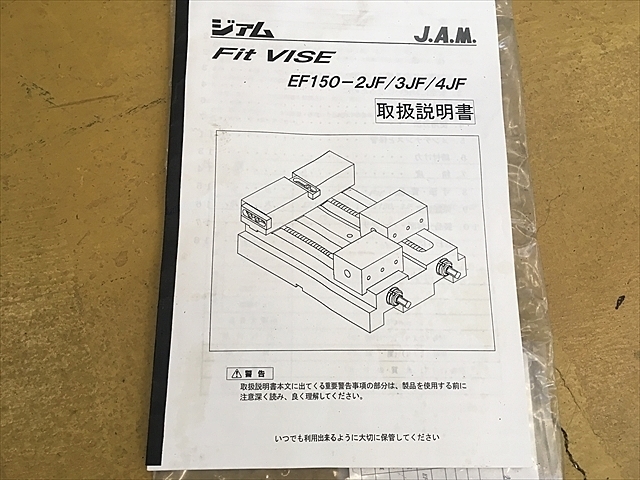 ジアム
J.A.M.
Fit VISE
EF150-2JF/3JF/4JF
取扱説明書
警告
取扱説明書本文に出てくる重要警告事項の部分は、製品を使用する前に
注意深く読み、良く理解してください。
いつでも利用出来るように大切に保管してください